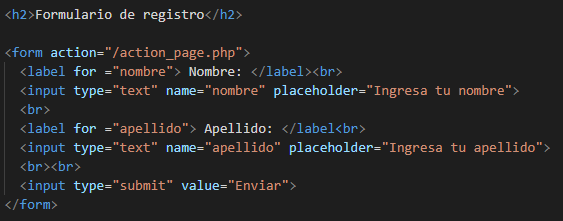 <h2>Formulario de registro</h2>
<form action="/action_page.php">
<label for ="nombre"> Nombre: </label><br>
<input type="text" name="nombre" placeholder="Ingresa tu nombre">
<br>
<label for ="apellido"> Apellido: </label<br>
<input type="text" name="apellido" placeholder="Ingresa tu apellido">
<br><br>
<input type="submit" value="Enviar">
</form>